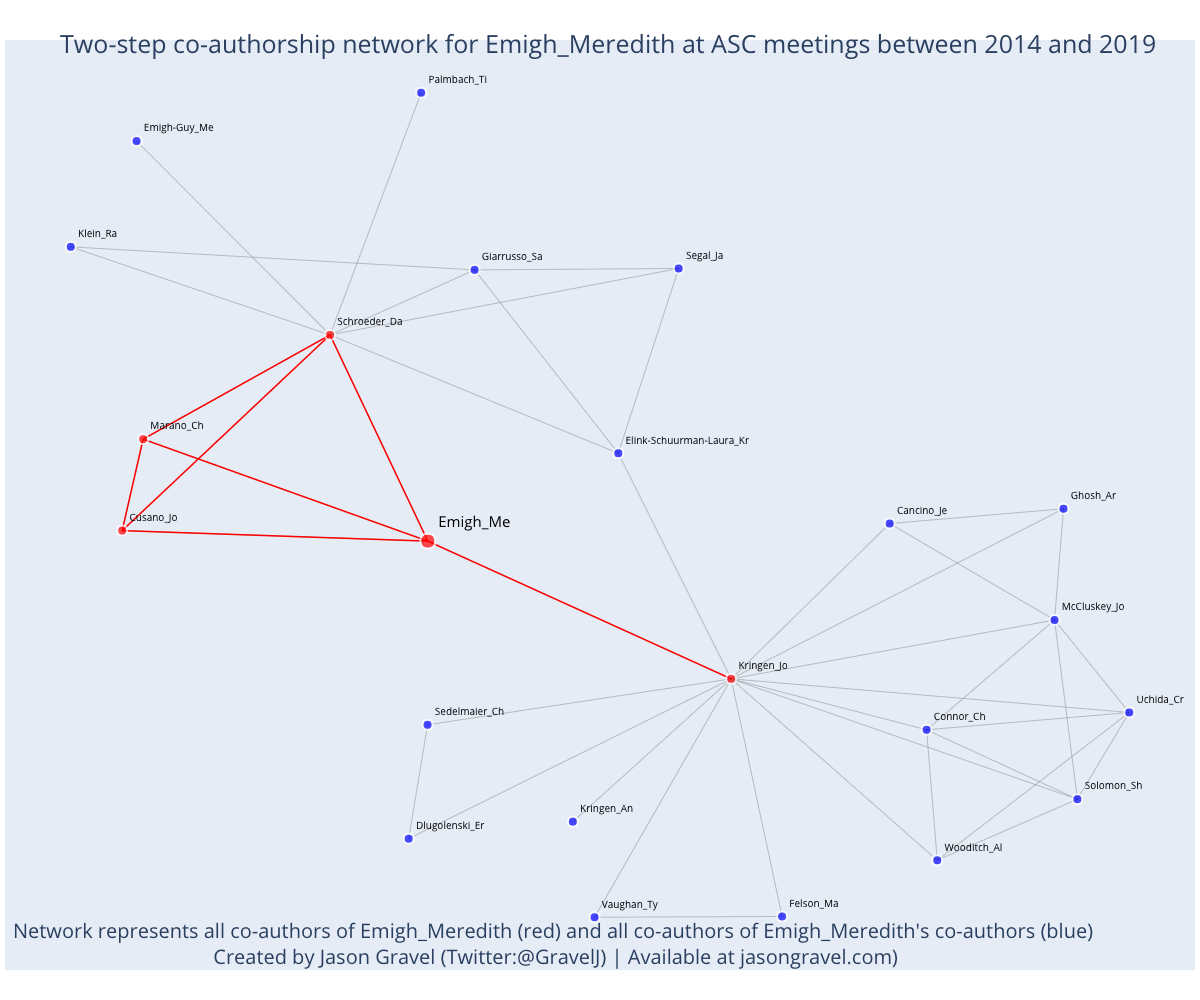 Two-step co-authorship network for Emigh_Meredith at ASC meetings between 2014 and 2019
Palmbach_Ti
Emigh-Guy_Me
Klein_Ra
Giarrusso_Sa
Segal_Ja
Schroeder_Da
Marano_Ch
Elink-Schuurman-Laura_Kr
Cusano_Jo
Emigh_Me
Ghosh_Ar
Cancino_Je
McCluskey_Jo
Kringen_Jo
Uchida_Cr
Sedelmaier_Ch
Connor_Ch
Solomon_Sh
Kringen_An
Dlugolenski_Er
Wooditch_Al
Vaughan_Ty
Felson_Ma
Network represents all co-authors of Emigh_Meredith (red) and all co-authors of Emigh_Meredith's co-authors (blue)
Created by Jason Gravel (Twitter:@GravelJ) | Available at jasongravel.com)